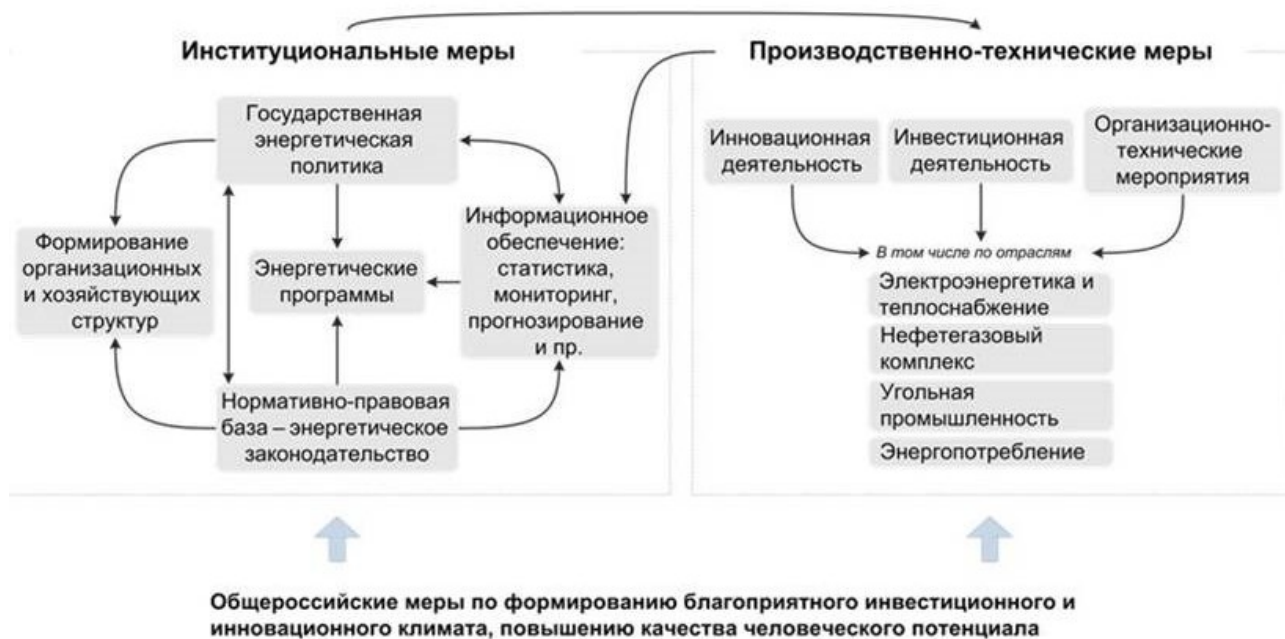 Институциональные меры
Производственно-технические меры
Государственная
энергетическая
политика
Формирование
организационных
и хозяйствующих
структур
Энергетические
программы
Информационное
обеспечение:
статистика,
мониторинг,
прогнозирование
и пр.
Нормативно-правовая
база – энергетическое
законодательство
Инновационная
деятельность
Инвестиционная
деятельность
Организационно-
технические
мероприятия
В том числе по отраслям
Электроэнергетика и
теплоснабжение
Нефетегазовый
комплекс
Угольная
промышленность
Энергопотребление
Общероссийские меры по формированию благоприятного инвестиционного и
инновационного климата, повышению качества человеческого потенциала